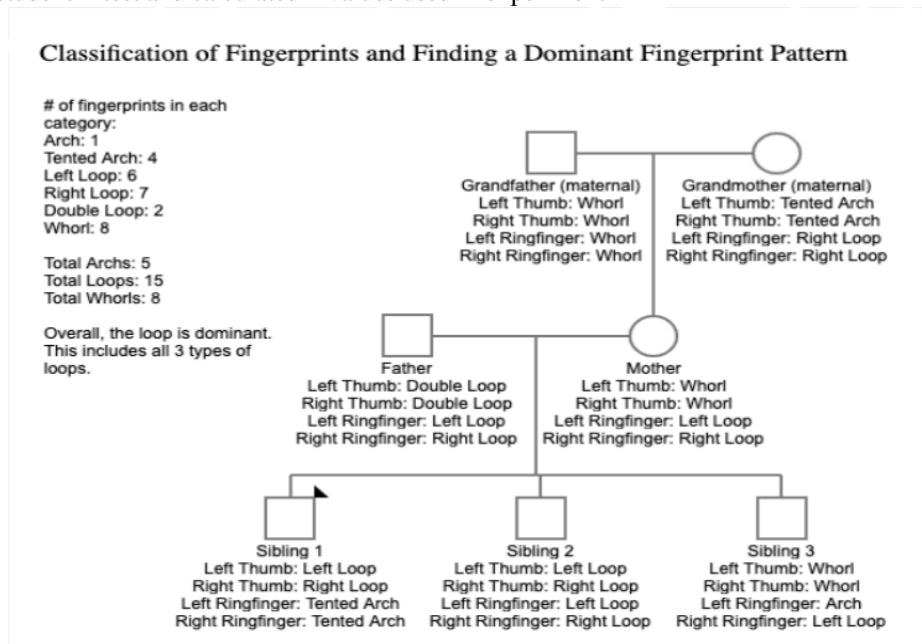 Classification of Fingerprints and Finding a Dominant Fingerprint Pattern
# of fingerprints in each
category:
Arch: 1
Tented Arch: 4
Left Loop: 6
Right Loop: 7
Double Loop: 2
Whorl: 8
Total Archs: 5
Total Loops: 15
Total Whorls: 8
Overall, the loop is dominant.
This includes all 3 types of
loops.
Grandfather (maternal)
Left Thumb: Whorl
Right Thumb: Whorl
Left Ringfinger: Whorl
Right Ringfinger: Whorl
Grandmother (maternal)
Left Thumb: Tented Arch
Right Thumb: Tented Arch
Left Ringfinger: Right Loop
Right Ringfinger: Right Loop
Father
Left Thumb: Double Loop
Right Thumb: Double Loop
Left Ringfinger: Left Loop
Right Ringfinger: Right Loop
Mother
Left Thumb: Whorl
Right Thumb: Whorl
Left Ringfinger: Left Loop
Right Ringfinger: Right Loop
Sibling 1
Left Thumb: Left Loop
Right Thumb: Right Loop
Left Ringfinger: Tented Arch
Right Ringfinger: Tented Arch
Sibling 2
Left Thumb: Left Loop
Right Thumb: Right Loop
Left Ringfinger: Left Loop
Right Ringfinger: Right Loop
Sibling 3
Left Thumb: Whorl
Right Thumb: Whorl
Left Ringfinger: Arch
Right Ringfinger: Left Loop